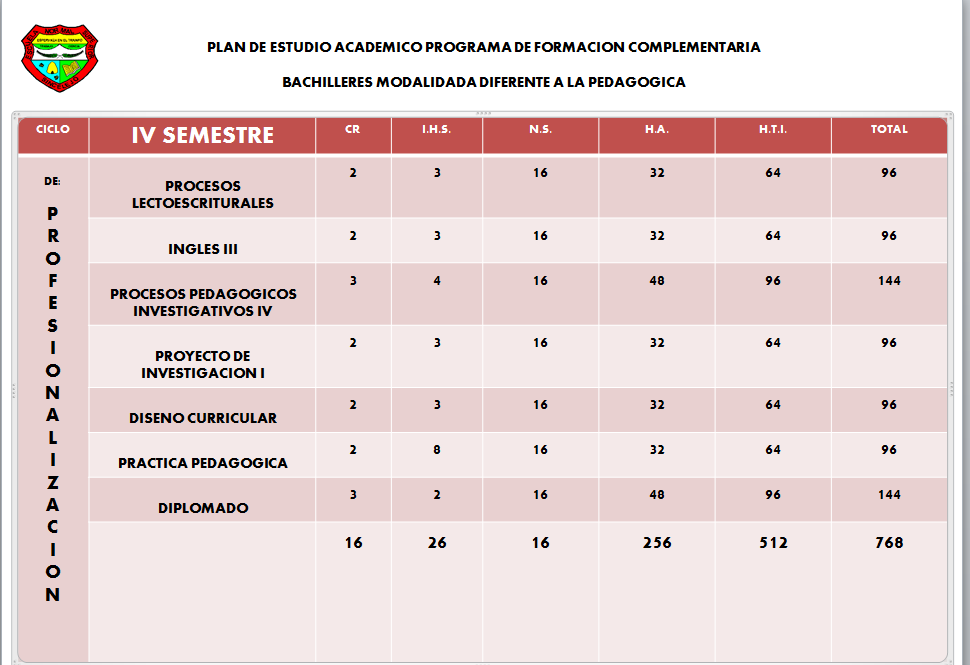 PLAN DE ESTUDIO ACADEMICO PROGRAMA DE FORMACION COMPLEMENTARIA
BACHILLERES MODALIDADA DIFERENTE A LA PEDAGOGICA
CICLO IV SEMESTRE CR I.H.S. N.S. H.A. H.T.I. TOTAL
DE:
PROFESIONALIZACION
PROCESOS
LECTOESCRITURALES 2 3 16 32 64 96
INGLES III 2 3 16 32 64 96
PROCESOS PEDAGOGICOS
INVESTIGATIVOS IV 3 4 16 48 96 144
PROYECTO DE
INVESTIGACION I 2 3 16 32 64 96
DISENO CURRICULAR 2 3 16 32 64 96
PRACTICA PEDAGOGICA 2 8 16 32 64 96
DIPLOMADO 3 2 16 48 96 144
16 26 16 256 512 768